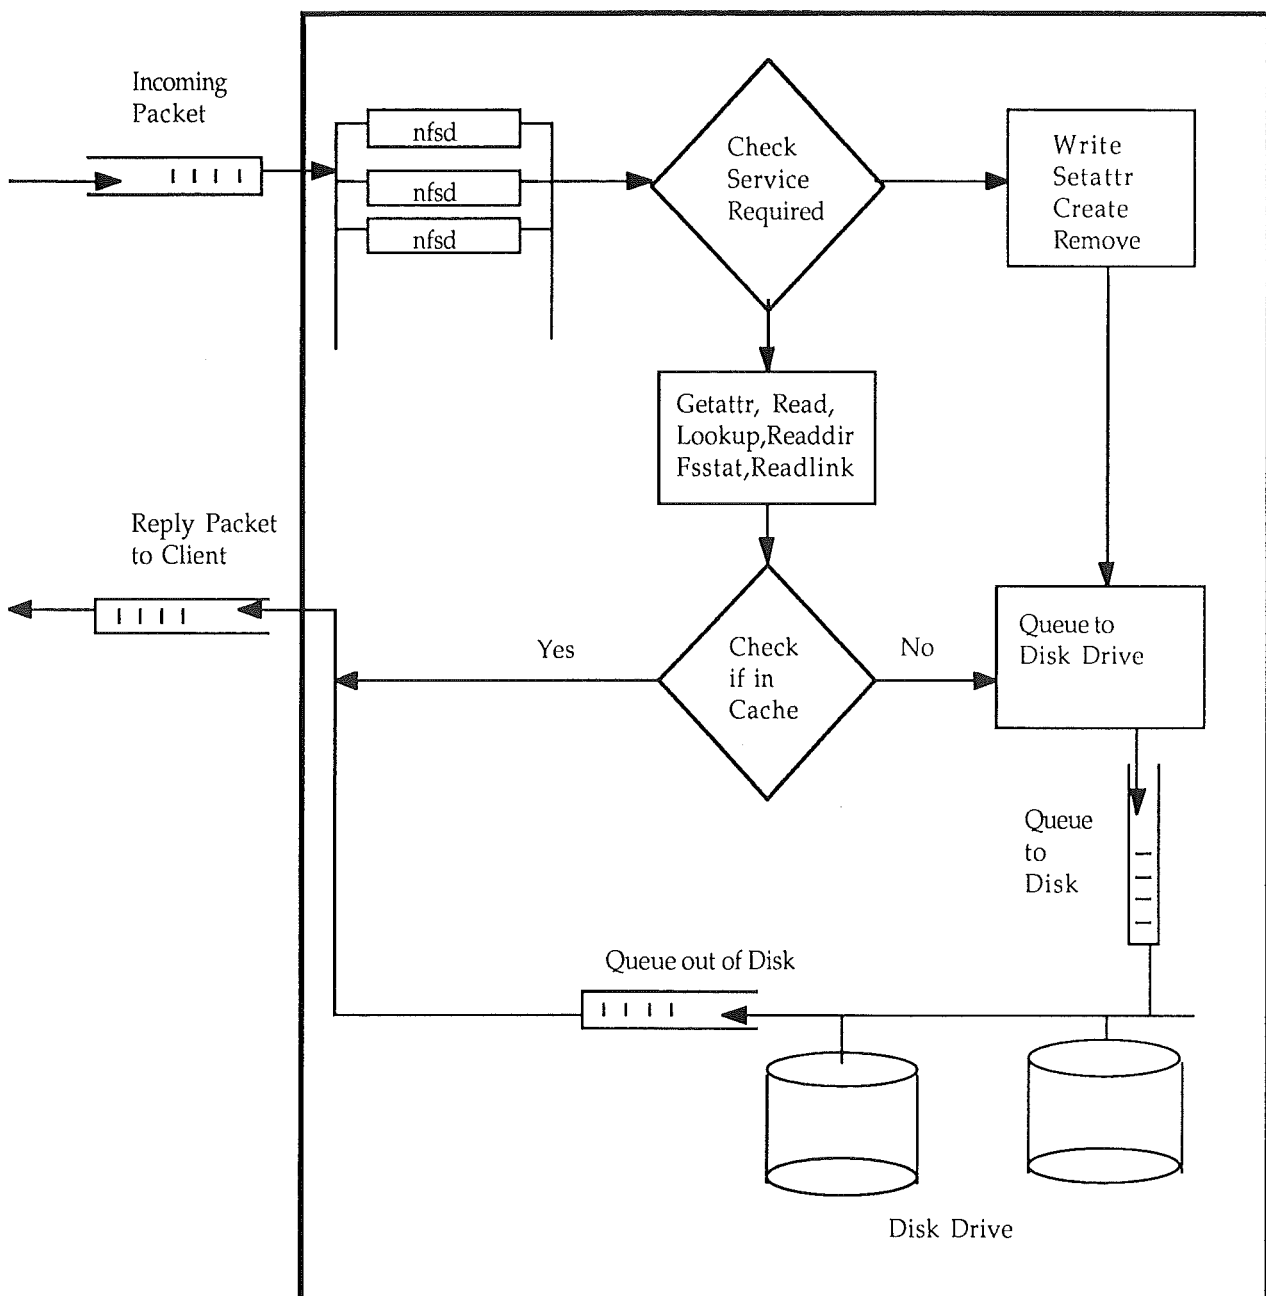 Incoming
Packet
nfsd
nfsd
nfsd
Check
Service
Required
Write
Setattr
Create
Remove
Getattr, Read,
Lookup,Readdir
Fsstat,Readlink
Reply Packet
to Client
Yes
Check
if in
Cache
No
Queue to
Disk Drive
Queue
to
Disk
Queue out of Disk
Disk Drive